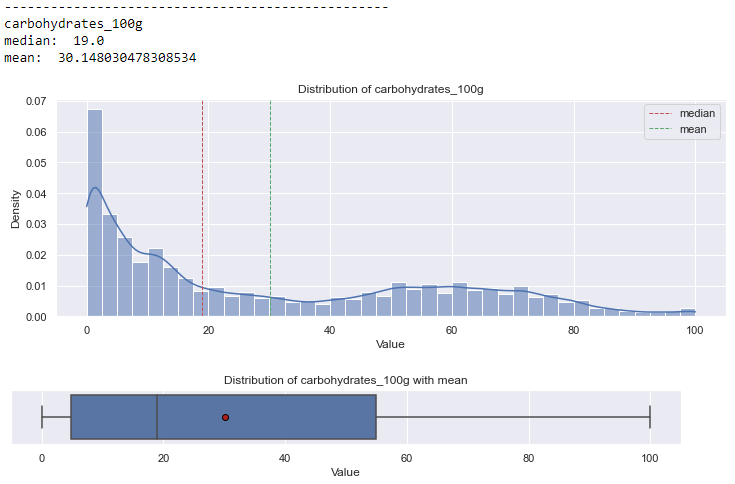 ------------------------------------------------
carbohydrates_100g
median:  19.0
mean:  30.148030478308534
Distribution of carbohydrates_100g
median
mean
Density
0.07
0.06
0.05
0.04
0.03
0.02
0.01
0.00
0 20 40 60 80 100
Value
Distribution of carbohydrates_100g with mean
0 20 40 60 80 100
Value